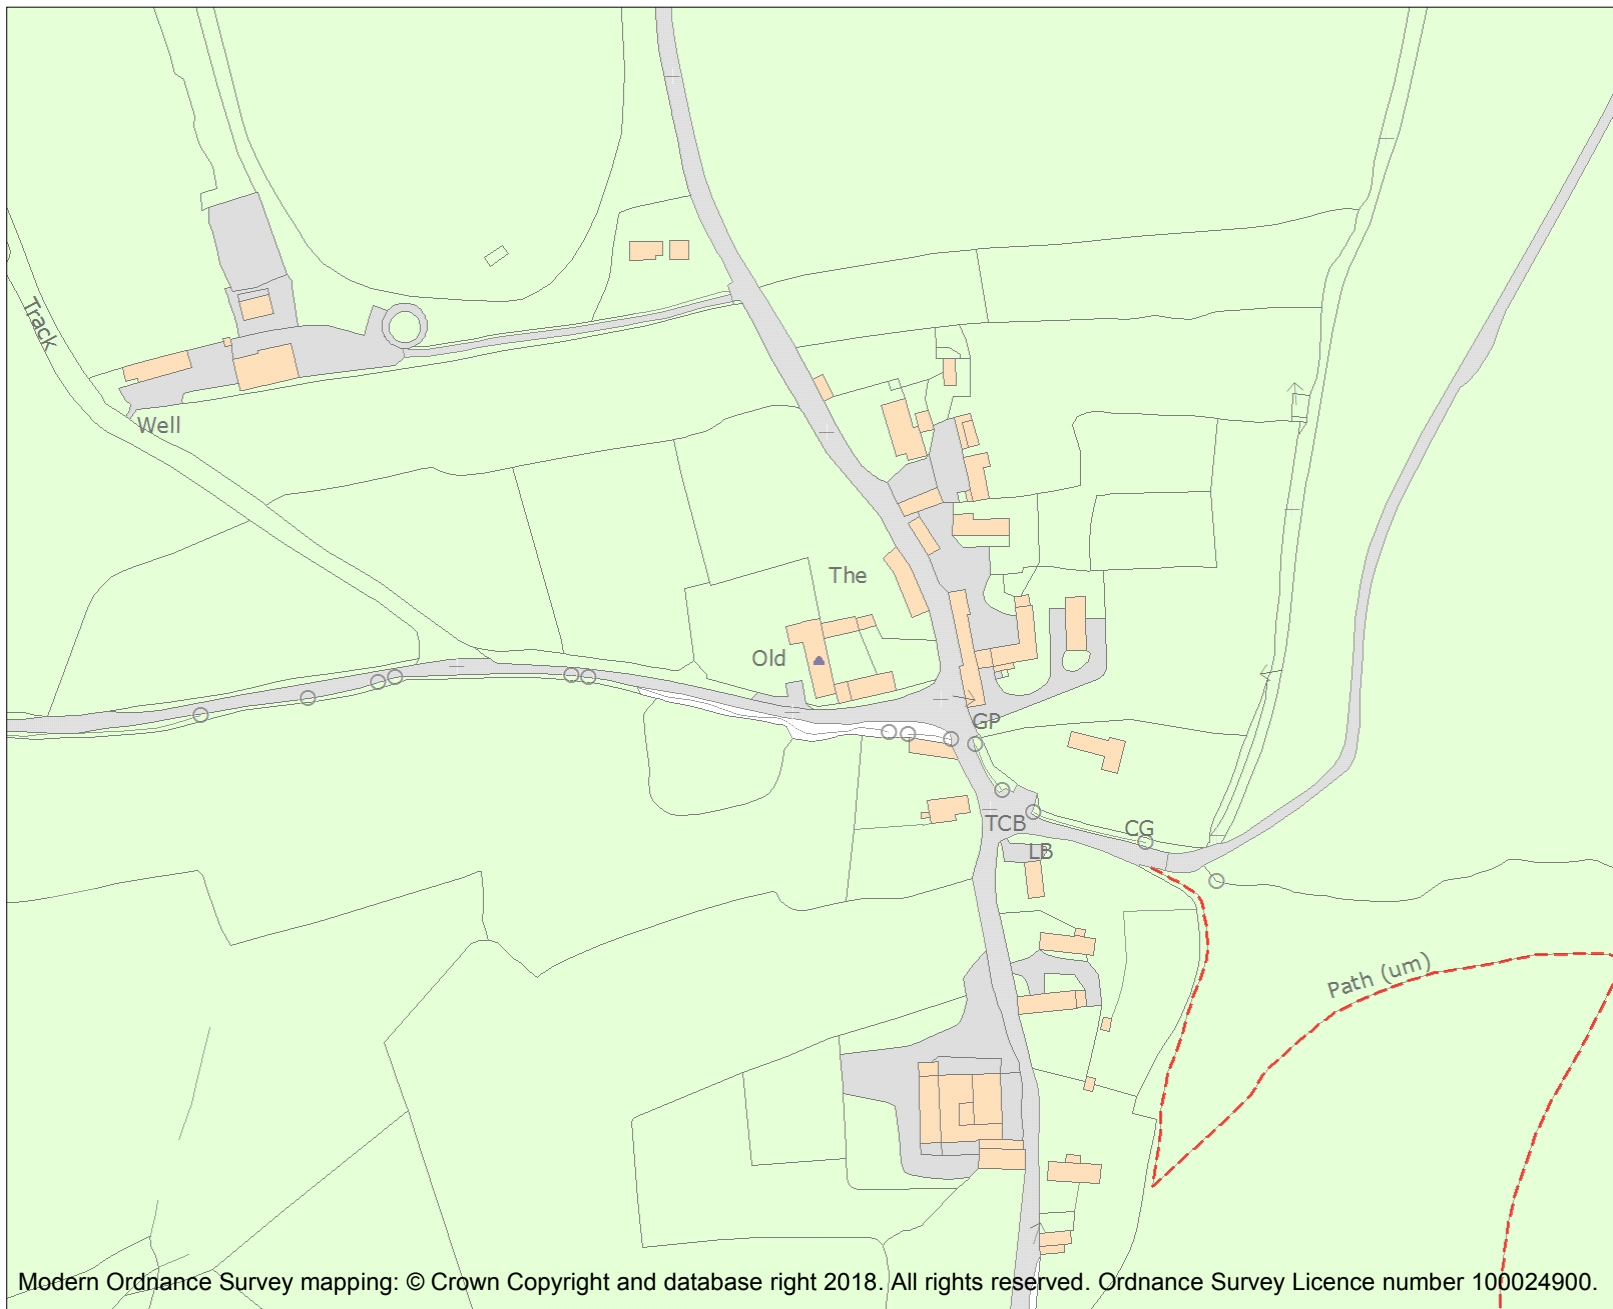 Track
Well
The
Old
GP
TCB
CG
LB
Path (um)
Modern Ordnance Survey mapping: © Crown Copyright and database right 2018. All rights reserved. Ordnance Survey Licence number 100024900.